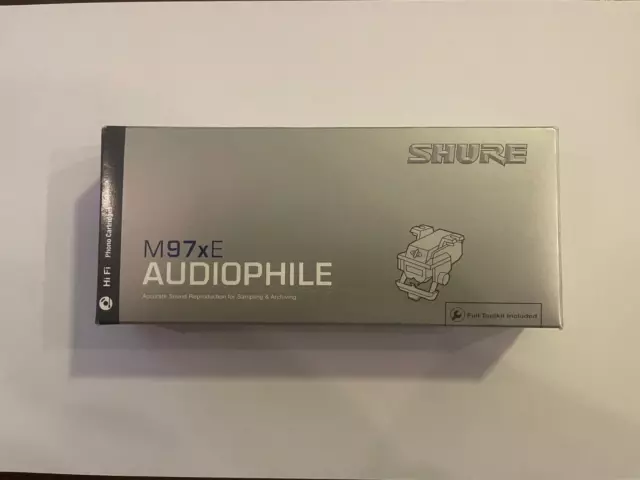 SHURE
M97xE
AUDIOPHILE
Accurate Sound Reproduction for Sampling & Archiving
Full Toolkit Included
Hi Fi Phono Cartridge